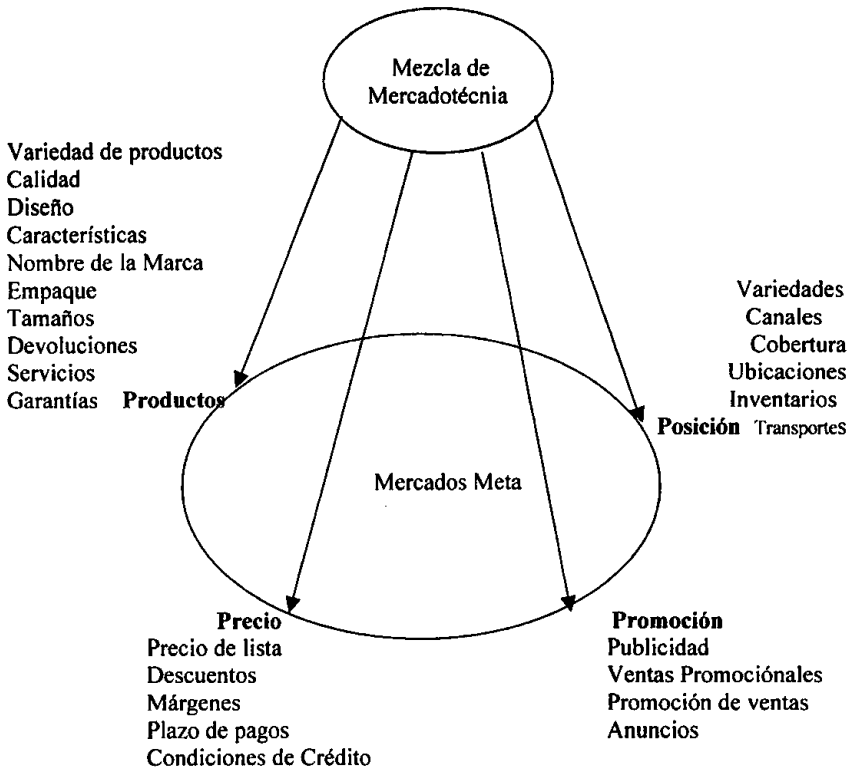 Mezcla de
Mercadotécnia
Variedad de productos
Calidad
Diseño
Características
Nombre de la Marca
Empaque
Tamaños
Devoluciones
Servicios
Garantías Productos
Variedades
Canales
Cobertura
Ubicaciones
Inventarios
Posición Transportes
Mercados Meta
Precio
Precio de lista
Descuentos
Márgenes
Plazo de pagos
Condiciones de Crédito
Promoción
Publicidad
Ventas Promociónales
Promoción de ventas
Anuncios